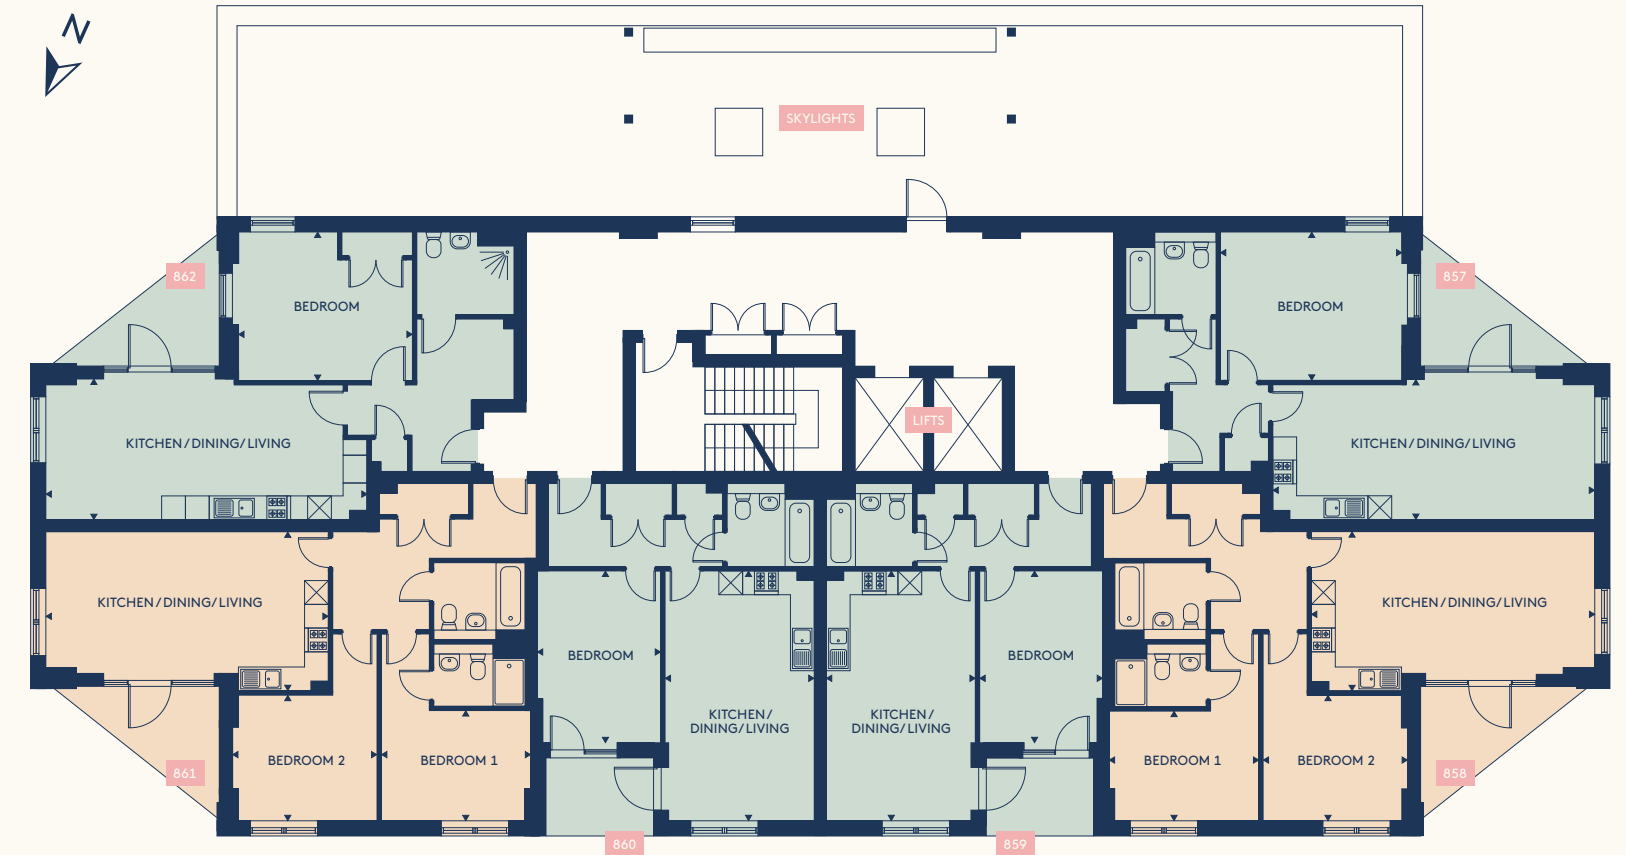 N
SKYLIGHTS
862
BEDROOM
BEDROOM
857
KITCHEN/DINING/LIVING
LIFTS
KITCHEN/DINING/LIVING
KITCHEN/DINING/LIVING
KITCHEN/DINING/LIVING
BEDROOM
BEDROOM
KITCHEN/
DINING/LIVING
KITCHEN/
DINING/LIVING
861
BEDROOM 2
BEDROOM 1
BEDROOM 1
BEDROOM 2
858
860
859